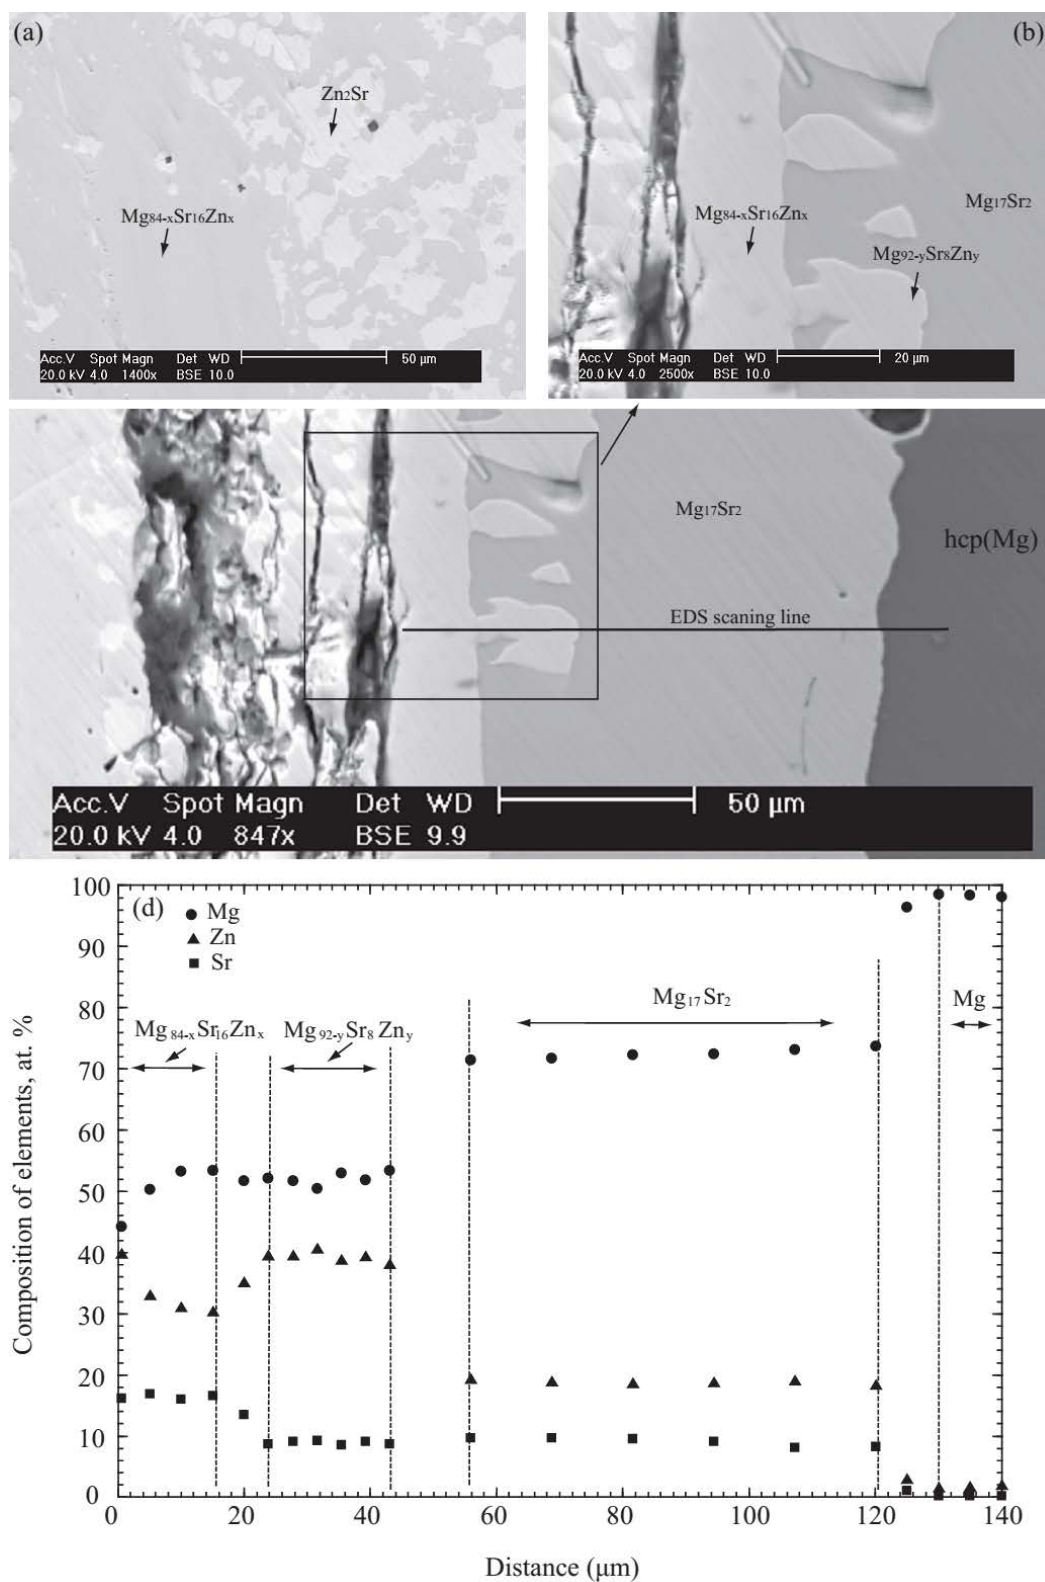 (a)
Zn2Sr
Mg84-xSr16Znx
Acc.V Spot Magn Det WD 50 µm
20.0 kV 4.0 1400x BSE 10.0
(b)
Mg84-xSr16Znx
Mg17Sr2
Mg92-ySr8Zny
Acc.V Spot Magn Det WD 20 µm
20.0 kV 4.0 2500x BSE 10.0
Mg17Sr2
hcp(Mg)
EDS scaning line
Acc.V Spot Magn Det WD 50 µm
20.0 kV 4.0 847x BSE 9.9
(d)
Mg
Zn
Sr
Mg84-xSr16Znx
Mg92-ySr8Zny
Mg17Sr2
Mg
Composition of elements, at. %
100
90
80
70
60
50
40
30
20
10
0
0 20 40 60 80 100 120 140
Distance (µm)